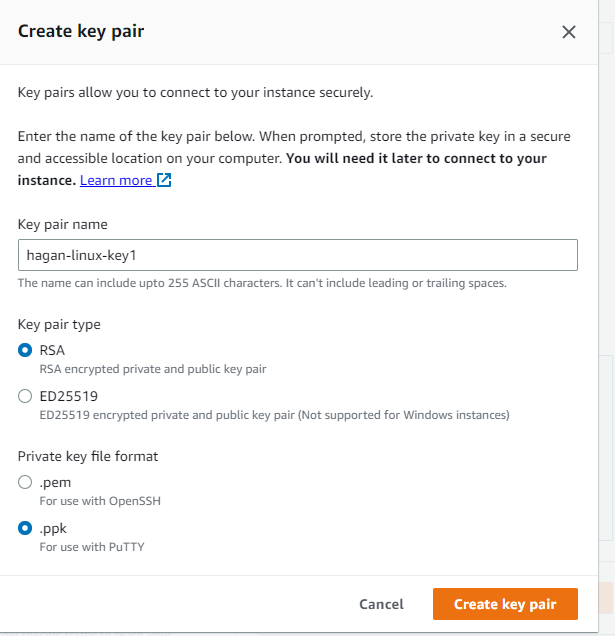 Create key pair
Key pairs allow you to connect to your instance securely.
Enter the name of the key pair below. When prompted, store the private key in a secure
and accessible location on your computer. You will need it later to connect to your
instance. Learn more
Key pair name
hagan-linux-key1
The name can include upto 255 ASCII characters. It can't include leading or trailing spaces.
Key pair type
RSA
RSA encrypted private and public key pair
ED25519
ED25519 encrypted private and public key pair (Not supported for Windows instances)
Private key file format
.pem
For use with OpenSSH
.ppk
For use with PuTTY
Cancel
Create key pair